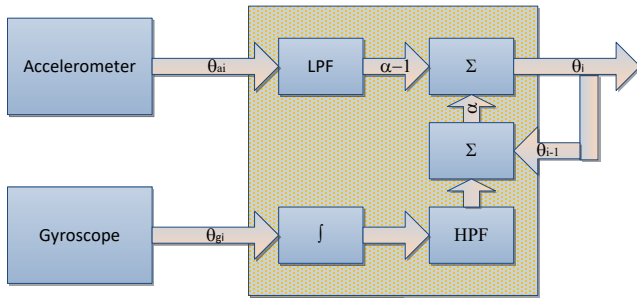 Accelerometer
θai
LPF
α−1
Σ
θi
α
Σ
θi-1
Gyroscope
θgi
∫
HPF